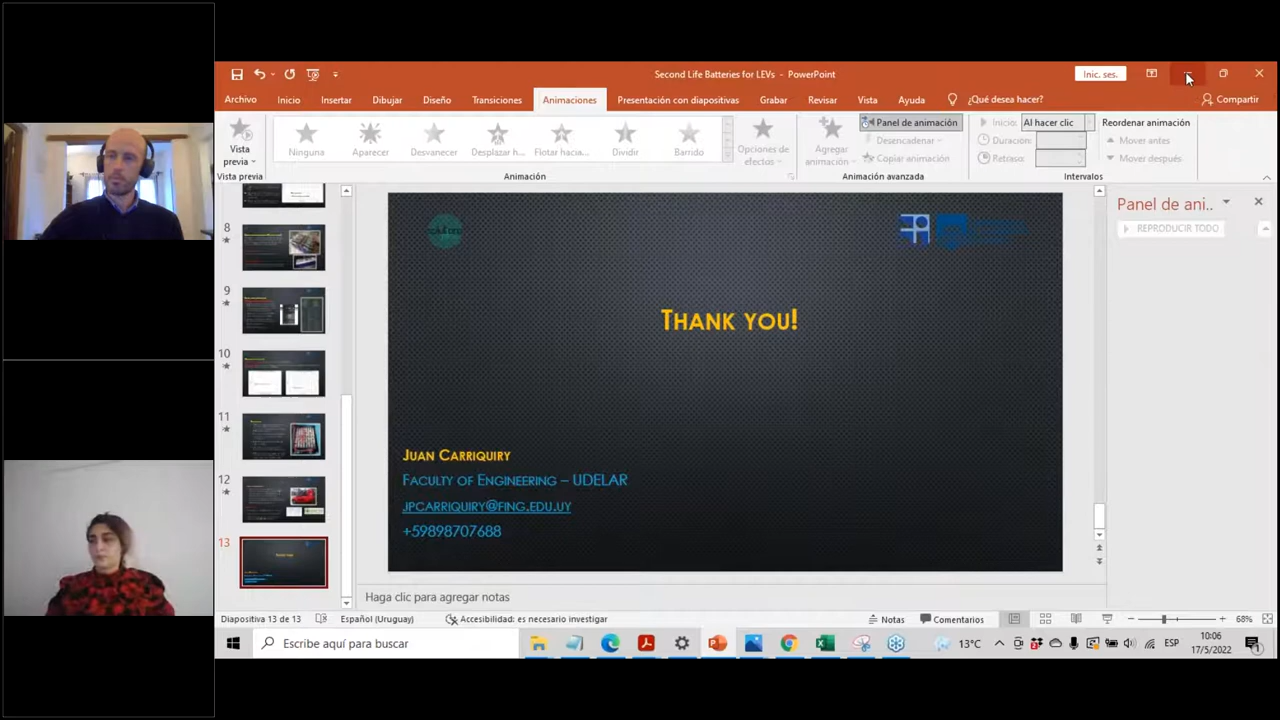 Second Life Batteries for LEVs - PowerPoint
Inic. ses.
Archivo Inicio Insertar Dibujar Diseño Transiciones Animaciones Presentación con diapositivas Grabar Revisar Vista Ayuda ¿Qué desea hacer? Compartir
Vista previa
Ninguna Aparecer Desvanecer Desplazar h... Flotar hacia... Dividir Barrido
Opciones de efectos
Agregar animación
Panel de animación
Desencadenar
Copiar animación
Inicio: Al hacer clic
Duración:
Retraso:
Reordenar animación
Mover antes
Mover después
Vista previa Animación Animación avanzada Intervalos
8
9
10
11
12
13
THANK YOU!
JUAN CARRIQUIRY
FACULTY OF ENGINEERING – UDELAR
JPCARRIQUIRY@FING.EDU.UY
+59898707688
Panel de ani...
REPRODUCIR TODO
Haga clic para agregar notas
Diapositiva 13 de 13 Español (Uruguay) Accesibilidad: es necesario investigar Notas Comentarios 68%
Escribe aquí para buscar
13°C ESP
10:06
17/5/2022